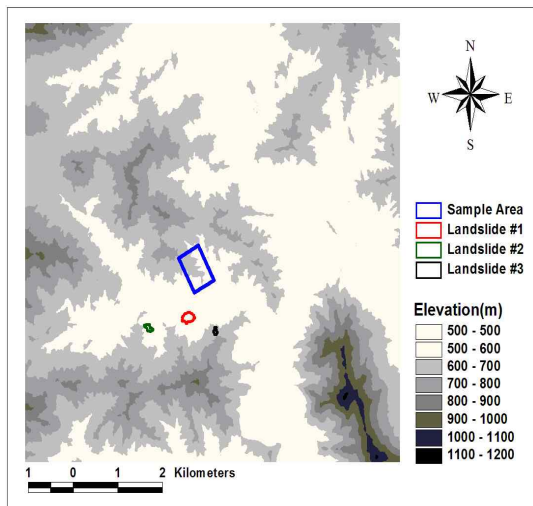 N
W E
S
Sample Area
Landslide #1
Landslide #2
Landslide #3
Elevation(m)
500 - 500
500 - 600
600 - 700
700 - 800
800 - 900
900 - 1000
1000 - 1100
1100 - 1200
1 0 1 2 Kilometers